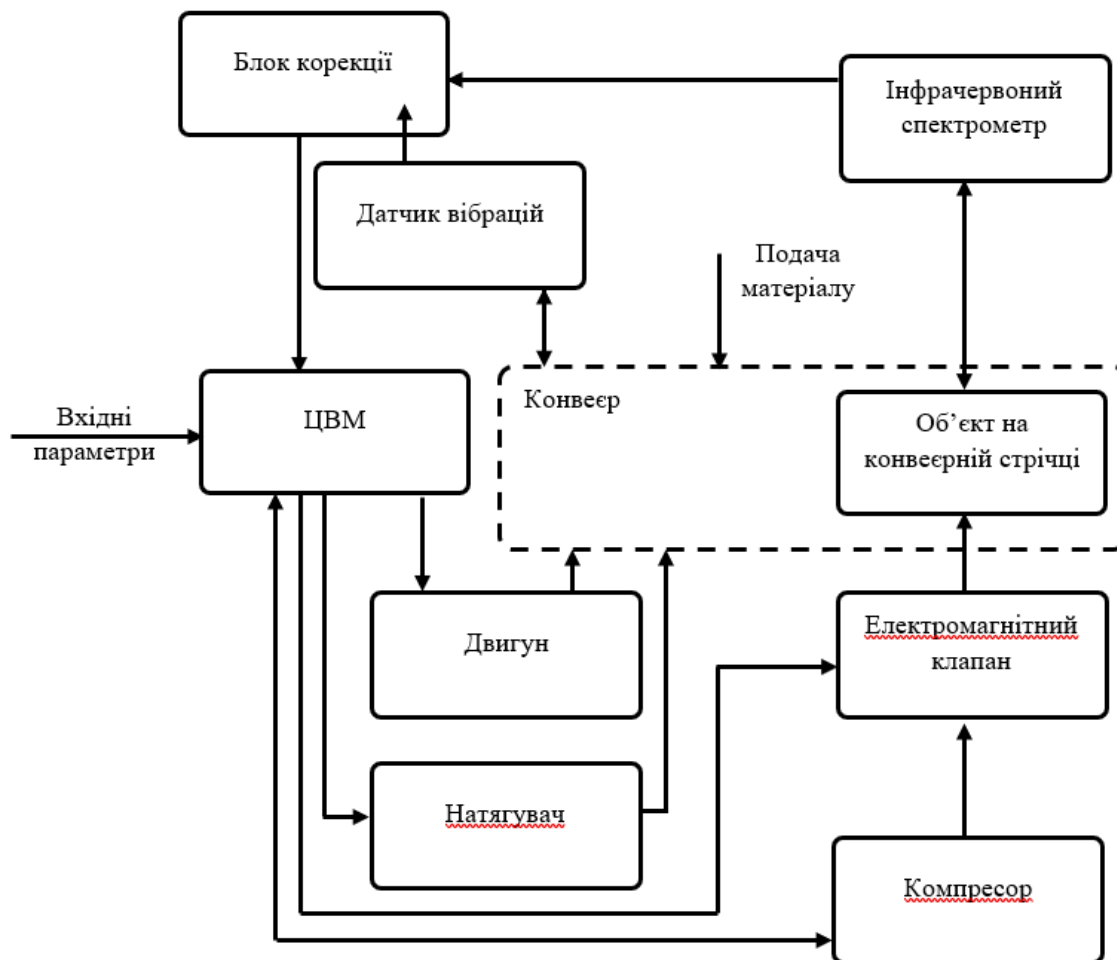 Блок корекції
Інфрачервоний
спектрометр
Датчик вібрацій
Подача
матеріалу
Вхідні
параметри
ЦВМ
Конвеєр
Об’єкт на
конвеєрній стрічці
Двигун
Електромагнітний
клапан
Натягувач
Компресор